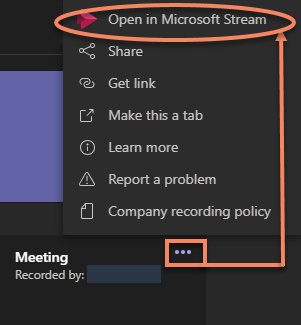 Open in Microsoft Stream
Share
Get link
Make this a tab
Learn more
Report a problem
Company recording policy
Meeting
Recorded by: